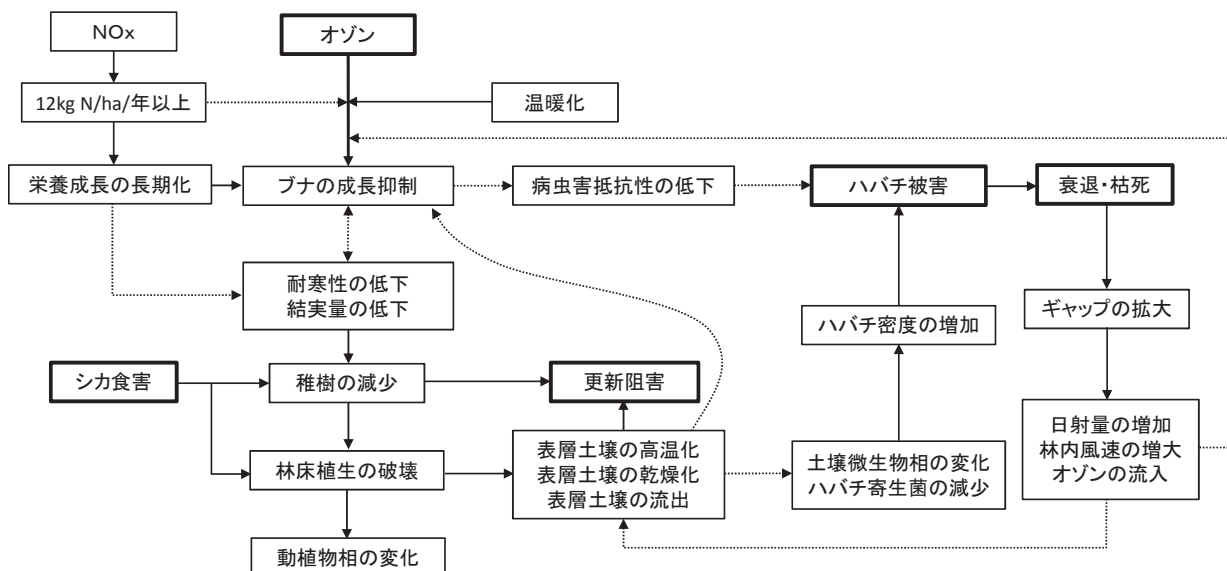 NOx
オゾン
12kg N/ha/年以上
温暖化
栄養成長の長期化
ブナの成長抑制
病虫害抵抗性の低下
ハバチ被害
衰退・枯死
耐寒性の低下
結実量の低下
ハバチ密度の増加
ギャップの拡大
シカ食害
稚樹の減少
更新阻害
林床植生の破壊
表層土壌の高温化
表層土壌の乾燥化
表層土壌の流出
土壌微生物相の変化
ハバチ寄生菌の減少
日射量の増加
林内風速の増大
オゾンの流入
動植物相の変化